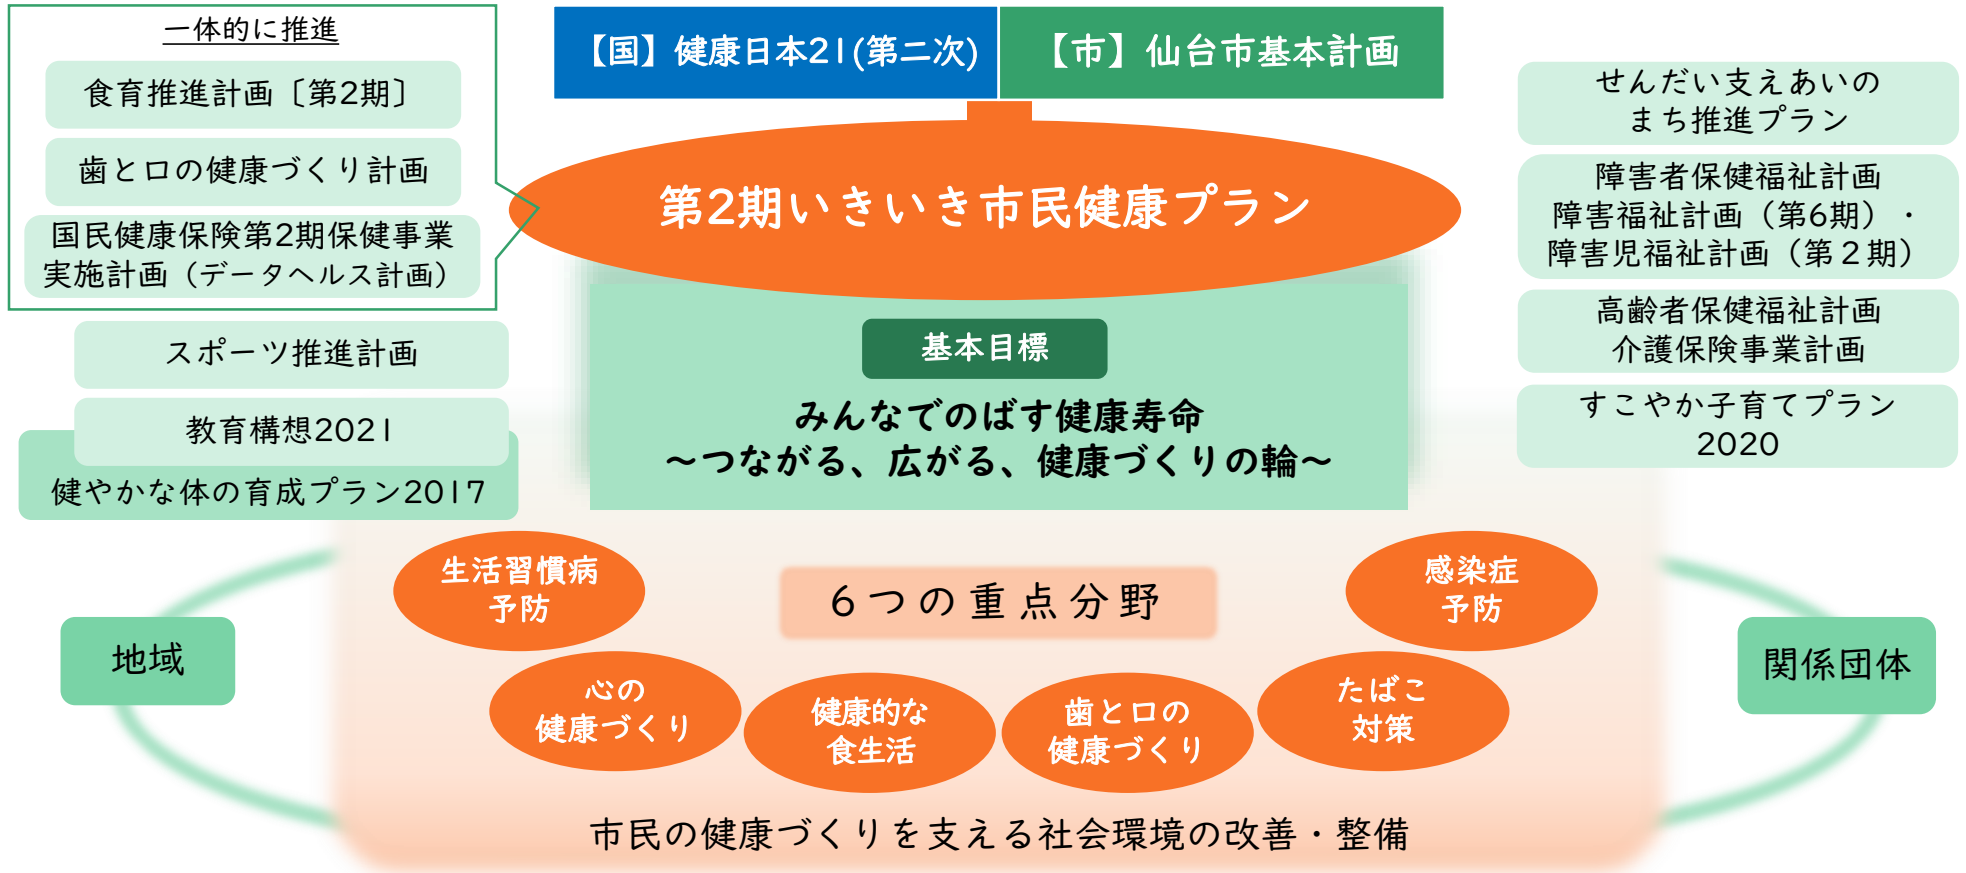 一体的に推進
食育推進計画〔第2期〕
歯と口の健康づくり計画
国民健康保険第2期保健事業
実施計画（データヘルス計画）
スポーツ推進計画
教育構想2021
健やかな体の育成プラン2017
【国】健康日本21(第二次)
【市】仙台市基本計画
第2期いきいき市民健康プラン
基本目標
みんなでのばす健康寿命
～つながる、広がる、健康づくりの輪～
せんだい支えあいの
まち推進プラン
障害者保健福祉計画
障害福祉計画（第6期）・
障害児福祉計画（第２期）
高齢者保健福祉計画
介護保険事業計画
すこやか子育てプラン
2020
6つの重点分野
生活習慣病
予防
心の
健康づくり
健康的な
食生活
歯と口の
健康づくり
たばこ
対策
感染症
予防
地域
関係団体
市民の健康づくりを支える社会環境の改善・整備